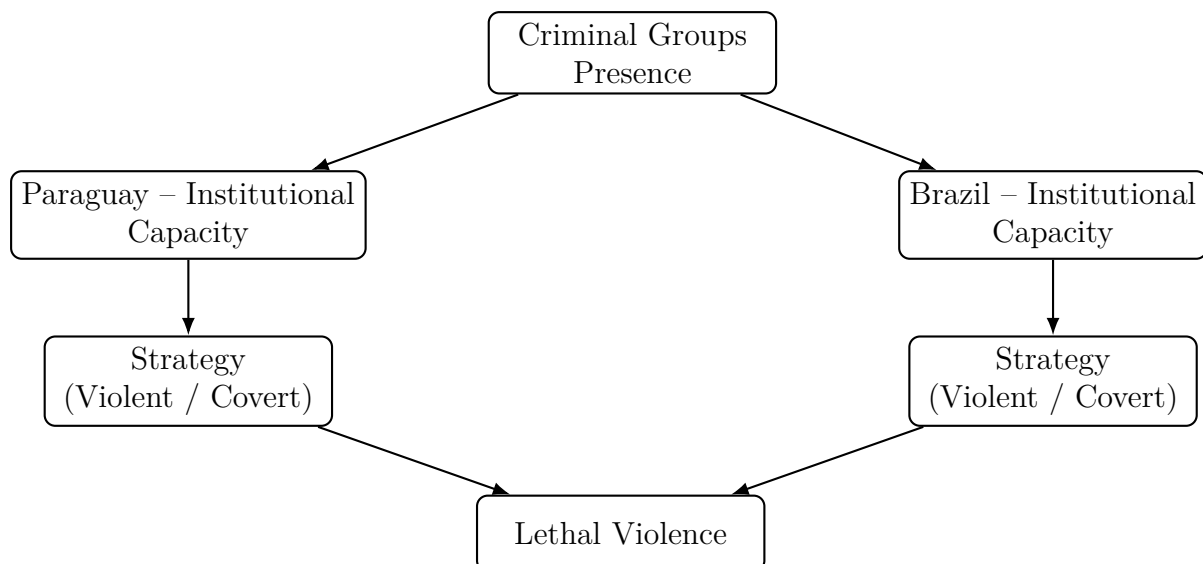 Criminal Groups
Presence
Paraguay – Institutional
Capacity
Brazil – Institutional
Capacity
Strategy
(Violent / Covert)
Strategy
(Violent / Covert)
Lethal Violence